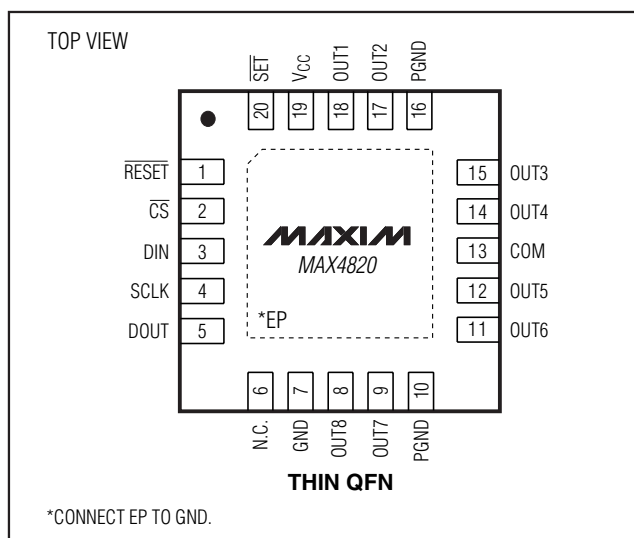 TOP VIEW
SET
VCC
OUT1
OUT2
PGND
20
19
18
17
16
RESET 1
CS 2
DIN 3
SCLK 4
DOUT 5
15 OUT3
14 OUT4
13 COM
12 OUT5
11 OUT6
MAXIM
MAX4820
*EP
6
7
8
9
10
N.C.
GND
OUT8
OUT7
PGND
THIN QFN
*CONNECT EP TO GND.